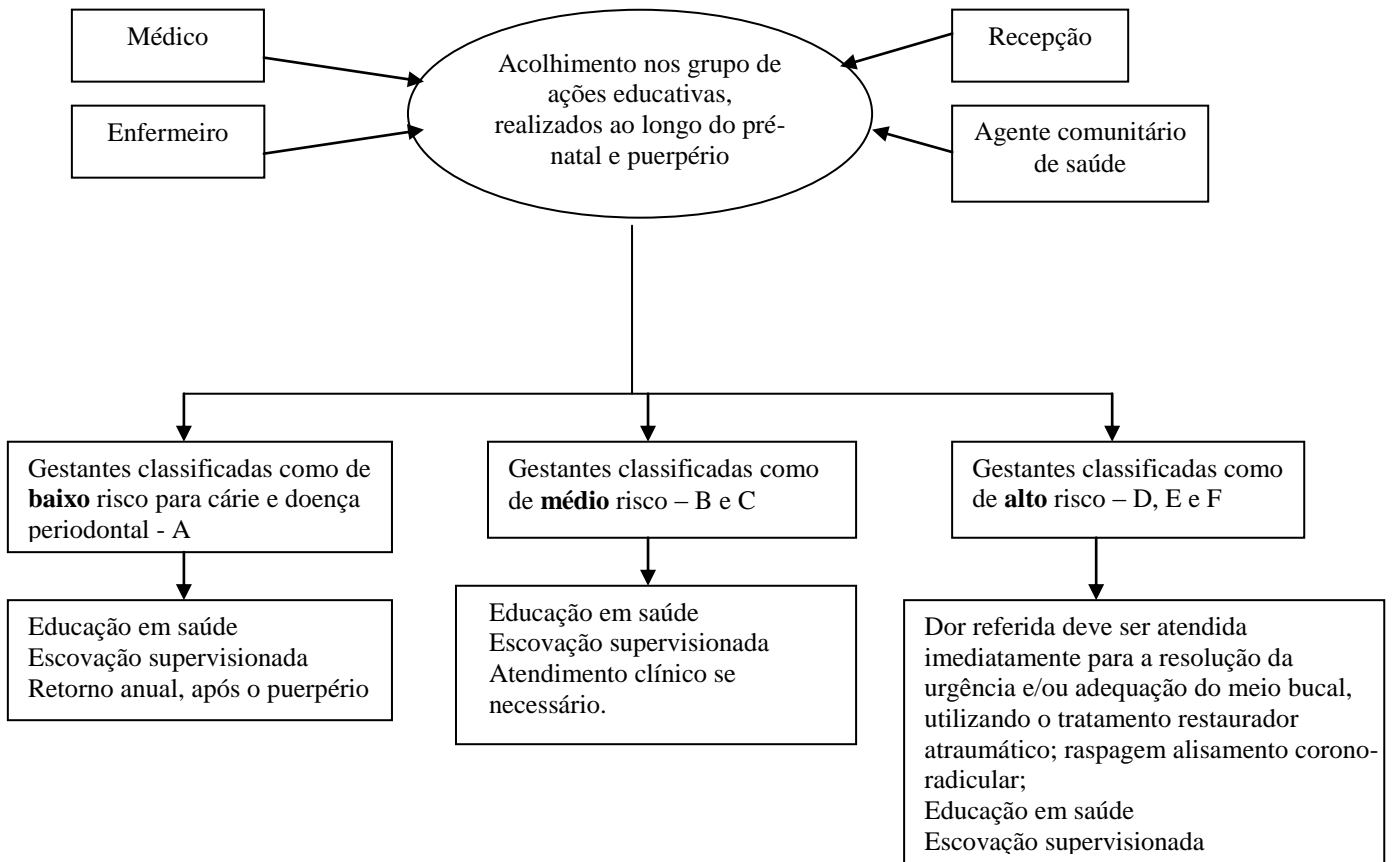 Médico
Enfermeiro
Acolhimento nos grupo de
ações educativas,
realizados ao longo do pré-
natal e puerpério
Recepção
Agente comunitário
de saúde
Gestantes classificadas como de
baixo risco para cárie e doença
periodontal - A
Gestantes classificadas como
de médio risco – B e C
Gestantes classificadas como
de alto risco – D, E e F
Educação em saúde
Escovação supervisionada
Retorno anual, após o puerpério
Educação em saúde
Escovação supervisionada
Atendimento clínico se
necessário.
Dor referida deve ser atendida
imediatamente para a resolução da
urgência e/ou adequação do meio bucal,
utilizando o tratamento restaurador
atraumático; raspagem alisamento corono-
radicular;
Educação em saúde
Escovação supervisionada